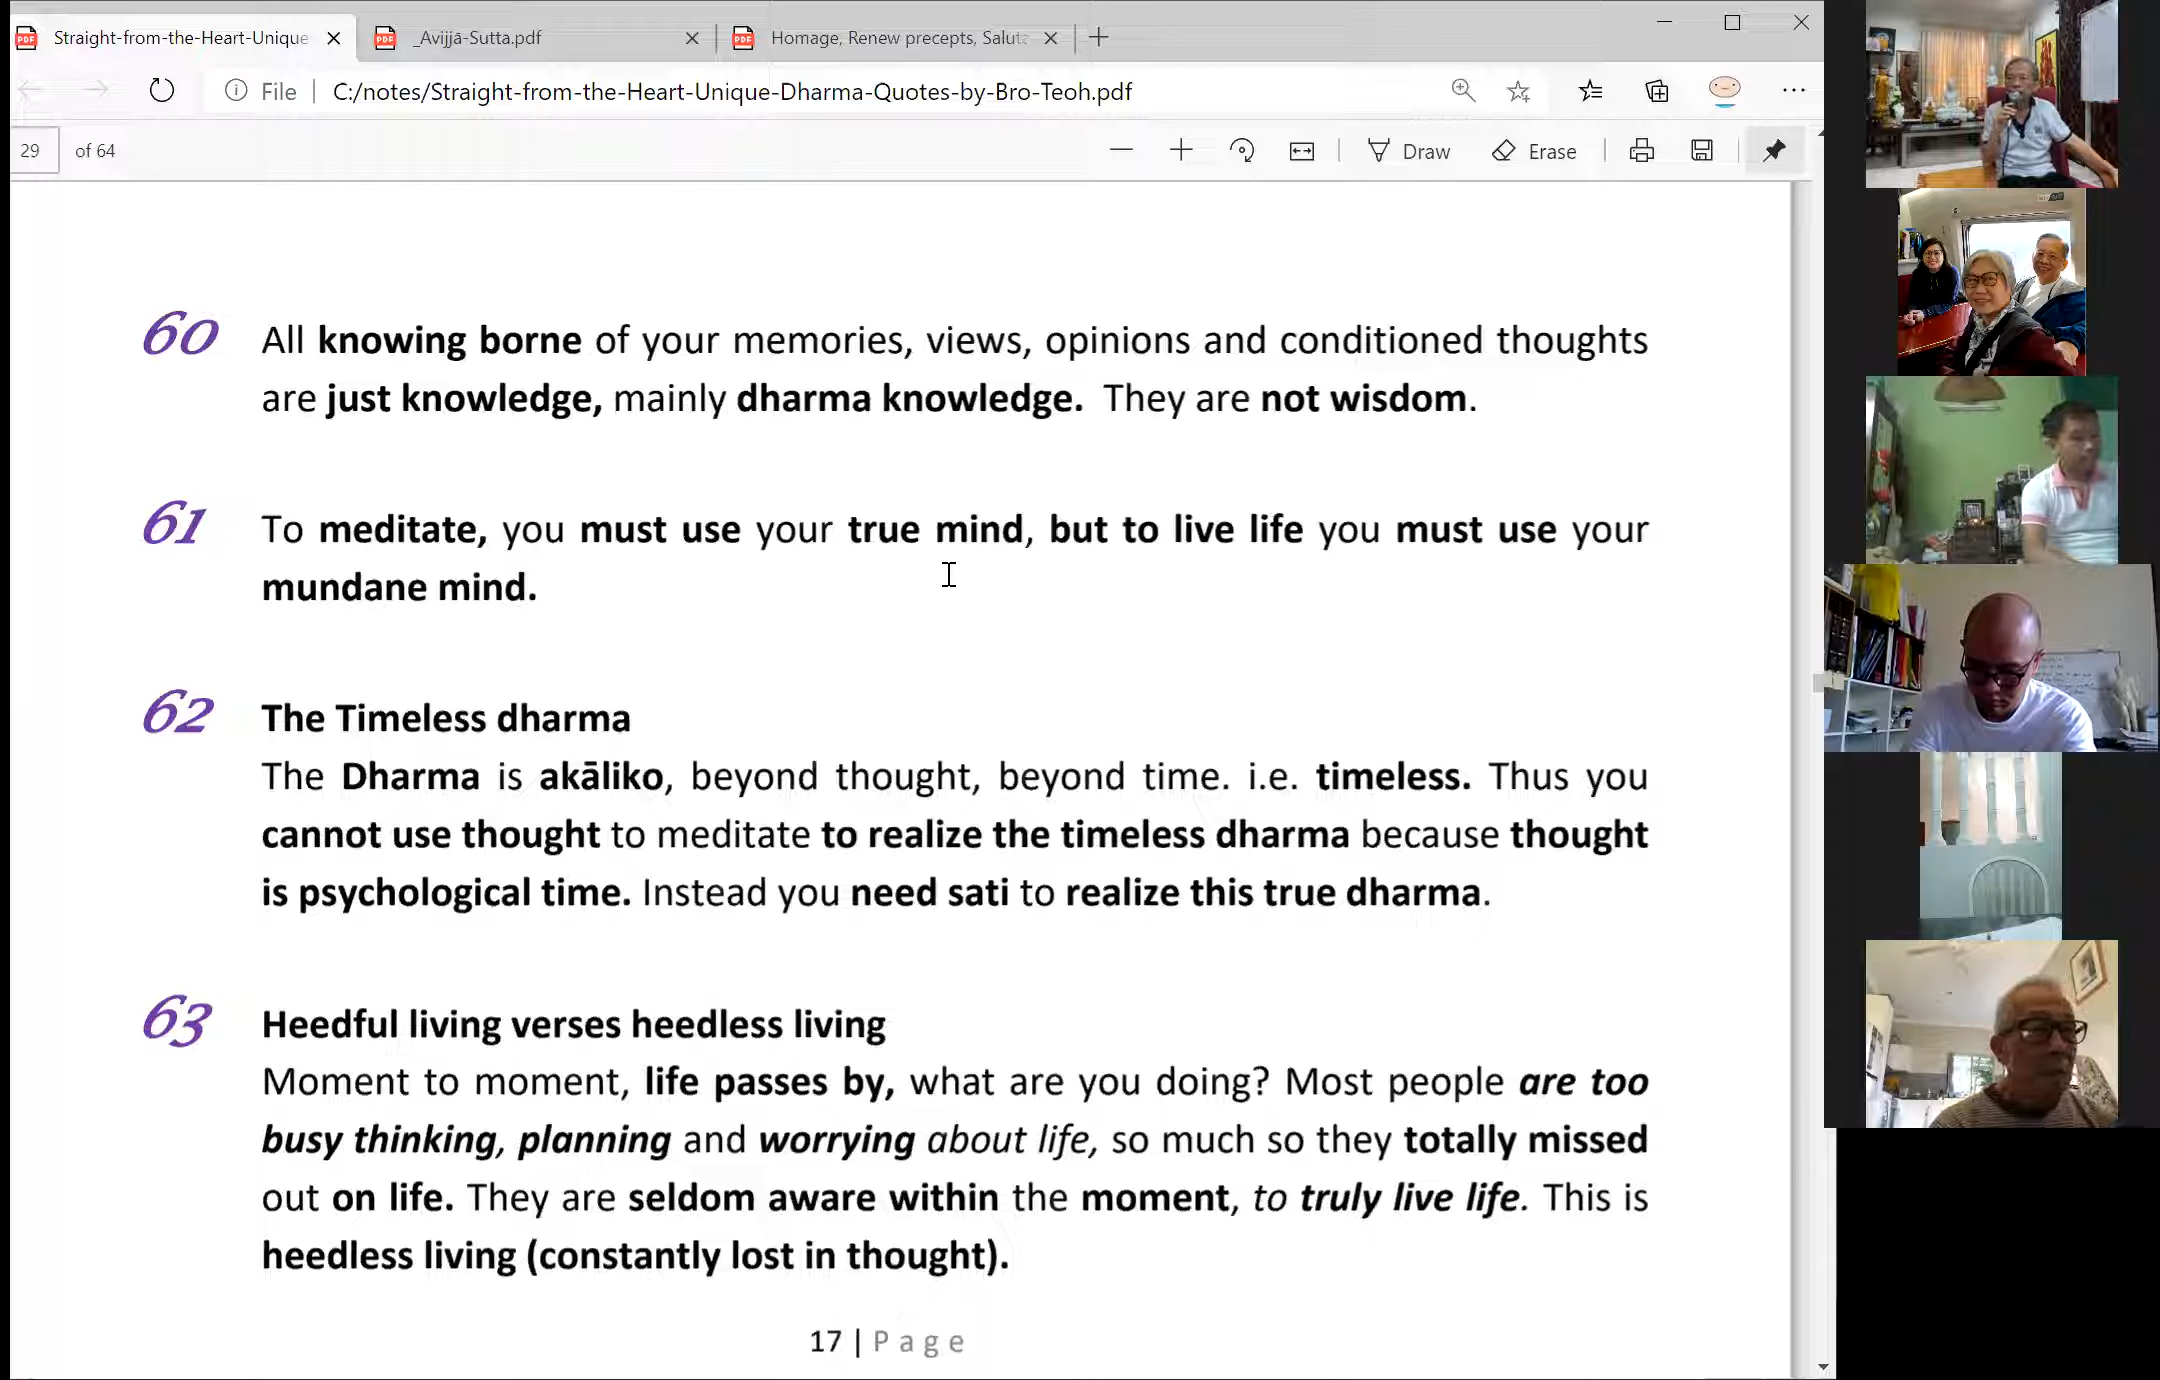 Straight-from-the-Heart-Unique
_Avijjā-Sutta.pdf
Homage, Renew precepts, Saluta
File
C:/notes/Straight-from-the-Heart-Unique-Dharma-Quotes-by-Bro-Teoh.pdf
29 of 64
Draw
Erase
60 All knowing borne of your memories, views, opinions and conditioned thoughts
are just knowledge, mainly dharma knowledge. They are not wisdom.
61 To meditate, you must use your true mind, but to live life you must use your
mundane mind.
62 The Timeless dharma
The Dharma is akāliko, beyond thought, beyond time. i.e. timeless. Thus you
cannot use thought to meditate to realize the timeless dharma because thought
is psychological time. Instead you need sati to realize this true dharma.
63 Heedful living verses heedless living
Moment to moment, life passes by, what are you doing? Most people are too
busy thinking, planning and worrying about life, so much so they totally missed
out on life. They are seldom aware within the moment, to truly live life. This is
heedless living (constantly lost in thought).
17 | Page